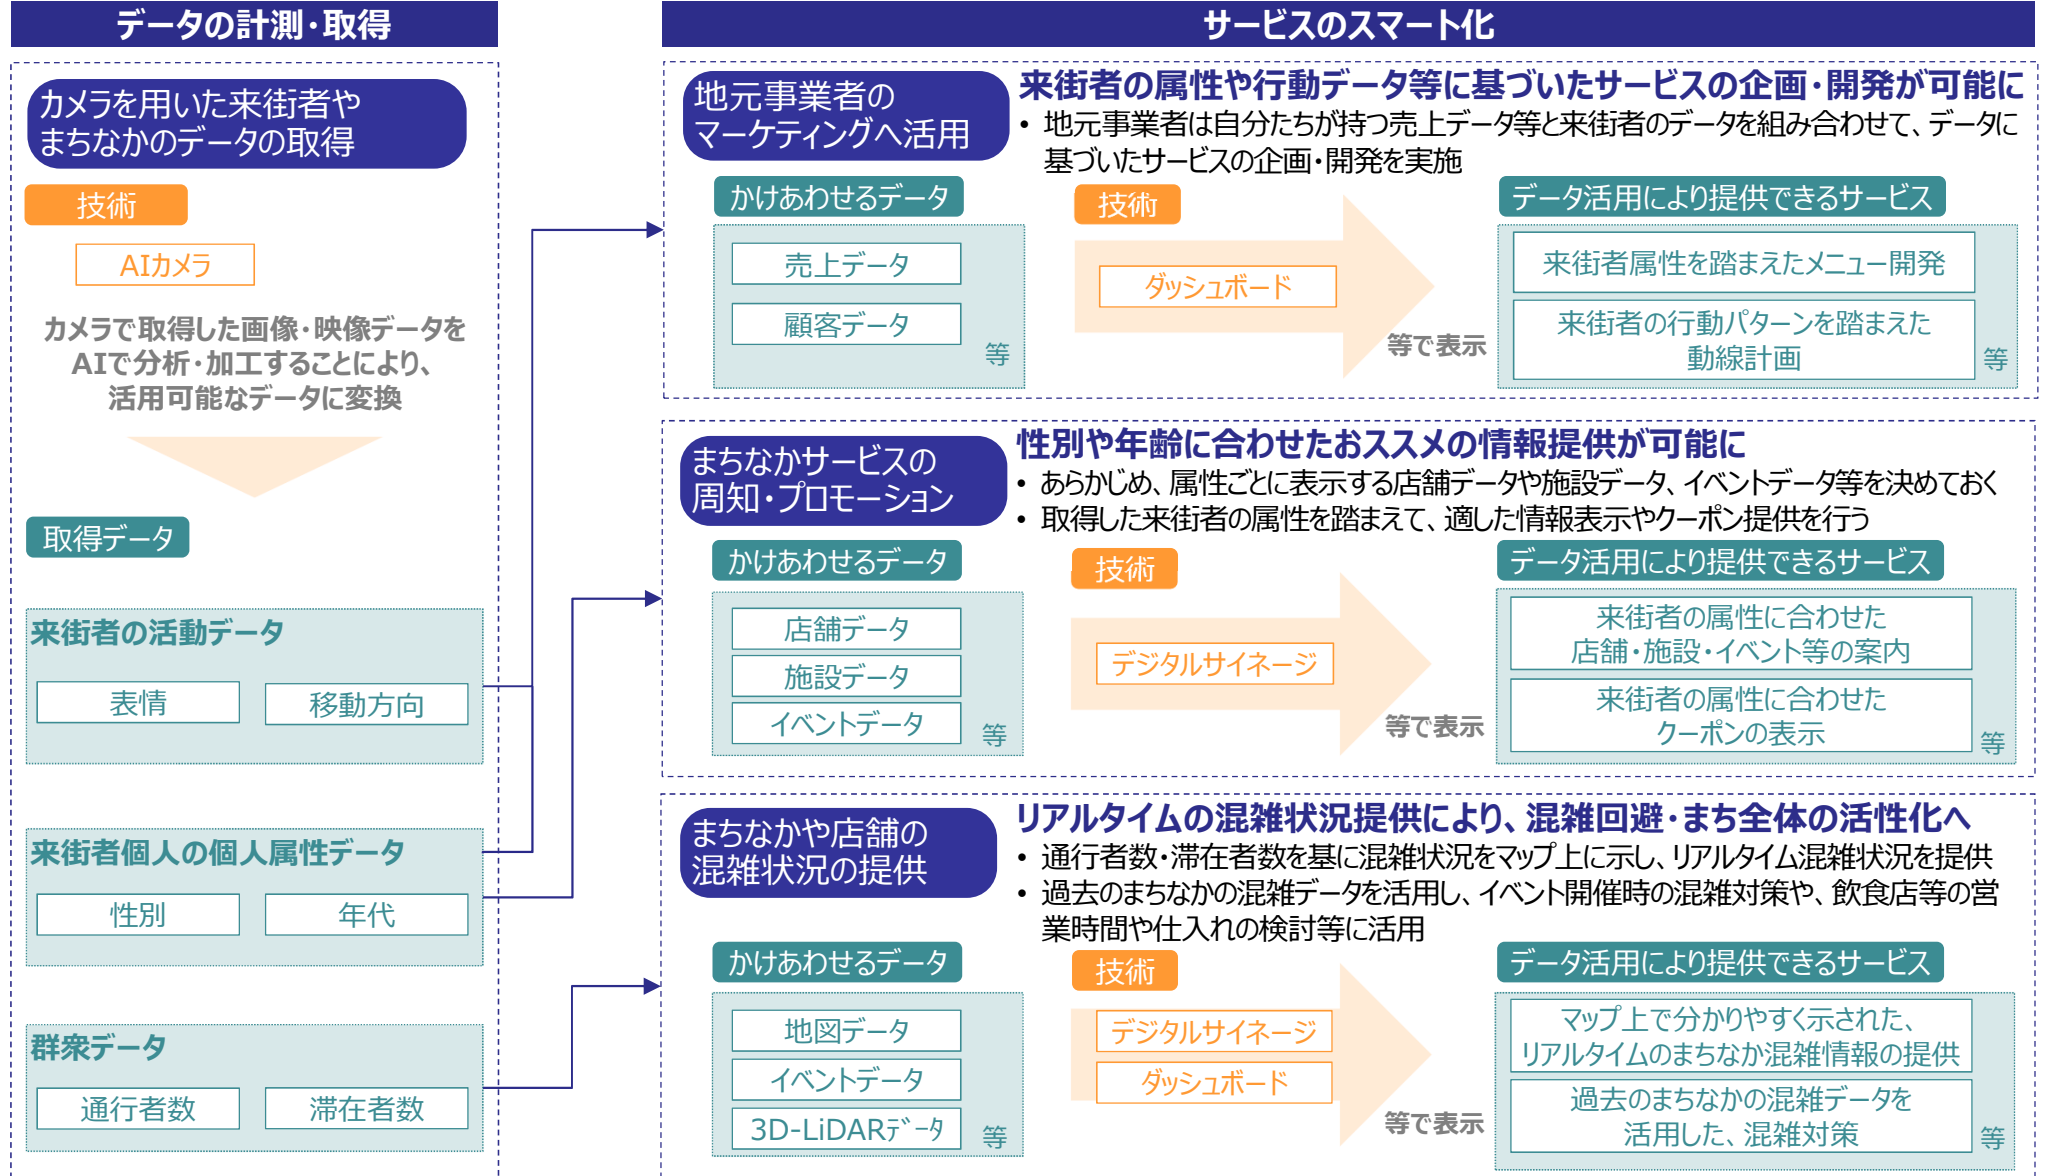 データの計測・取得
カメラを用いた来街者や
まちなかのデータの取得
技術
AIカメラ
カメラで取得した画像・映像データを
AIで分析・加工することにより、
活用可能なデータに変換
取得データ
来街者の活動データ
表情
移動方向
来街者個人の個人属性データ
性別
年代
群衆データ
通行者数
滞在者数
サービスのスマート化
地元事業者の
マーケティングへ活用
来街者の属性や行動データ等に基づいたサービスの企画・開発が可能に
• 地元事業者は自分たちが持つ売上データ等と来街者のデータを組み合わせて、データに
基づいたサービスの企画・開発を実施
かけあわせるデータ
売上データ
顧客データ
等
技術
ダッシュボード
等で表示
データ活用により提供できるサービス
来街者属性を踏まえたメニュー開発
来街者の行動パターンを踏まえた
動線計画
等
まちなかサービスの
周知・プロモーション
性別や年齢に合わせたおススメの情報提供が可能に
• あらかじめ、属性ごとに表示する店舗データや施設データ、イベントデータ等を決めておく
• 取得した来街者の属性を踏まえて、適した情報表示やクーポン提供を行う
かけあわせるデータ
店舗データ
施設データ
イベントデータ
等
技術
デジタルサイネージ
等で表示
データ活用により提供できるサービス
来街者の属性に合わせた
店舗・施設・イベント等の案内
来街者の属性に合わせた
クーポンの表示
等
まちなかや店舗の
混雑状況の提供
リアルタイムの混雑状況提供により、混雑回避・まち全体の活性化へ
• 通行者数・滞在者数を基に混雑状況をマップ上に示し、リアルタイム混雑状況を提供
• 過去のまちなかの混雑データを活用し、イベント開催時の混雑対策や、飲食店等の営
業時間や仕入れの検討等に活用
かけあわせるデータ
地図データ
イベントデータ
3D-LiDARﾃﾞｰﾀ
等
技術
デジタルサイネージ
ダッシュボード
等で表示
データ活用により提供できるサービス
マップ上で分かりやすく示された、
リアルタイムのまちなか混雑情報の提供
過去のまちなかの混雑データを
活用した、混雑対策
等